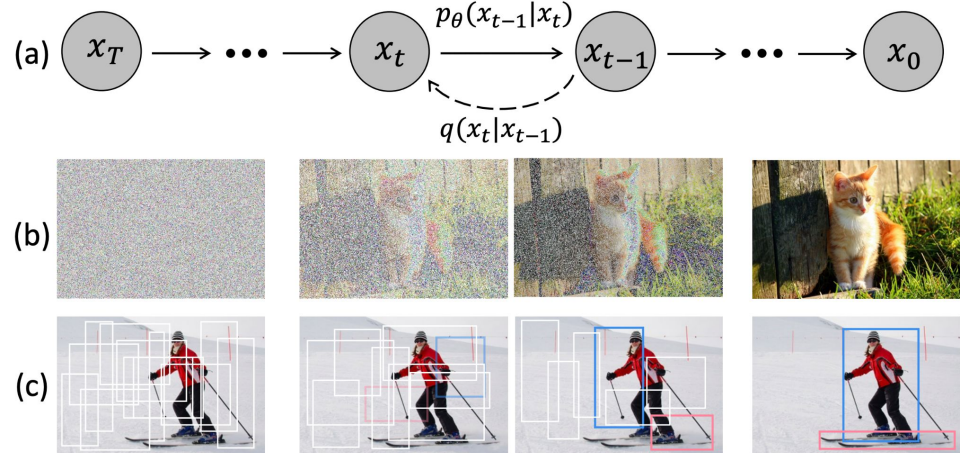 p_θ(x_{t−1}|x_t)
(a) x_T ••• x_t x_{t−1} ••• x_0
q(x_t|x_{t−1})
(b)
(c)